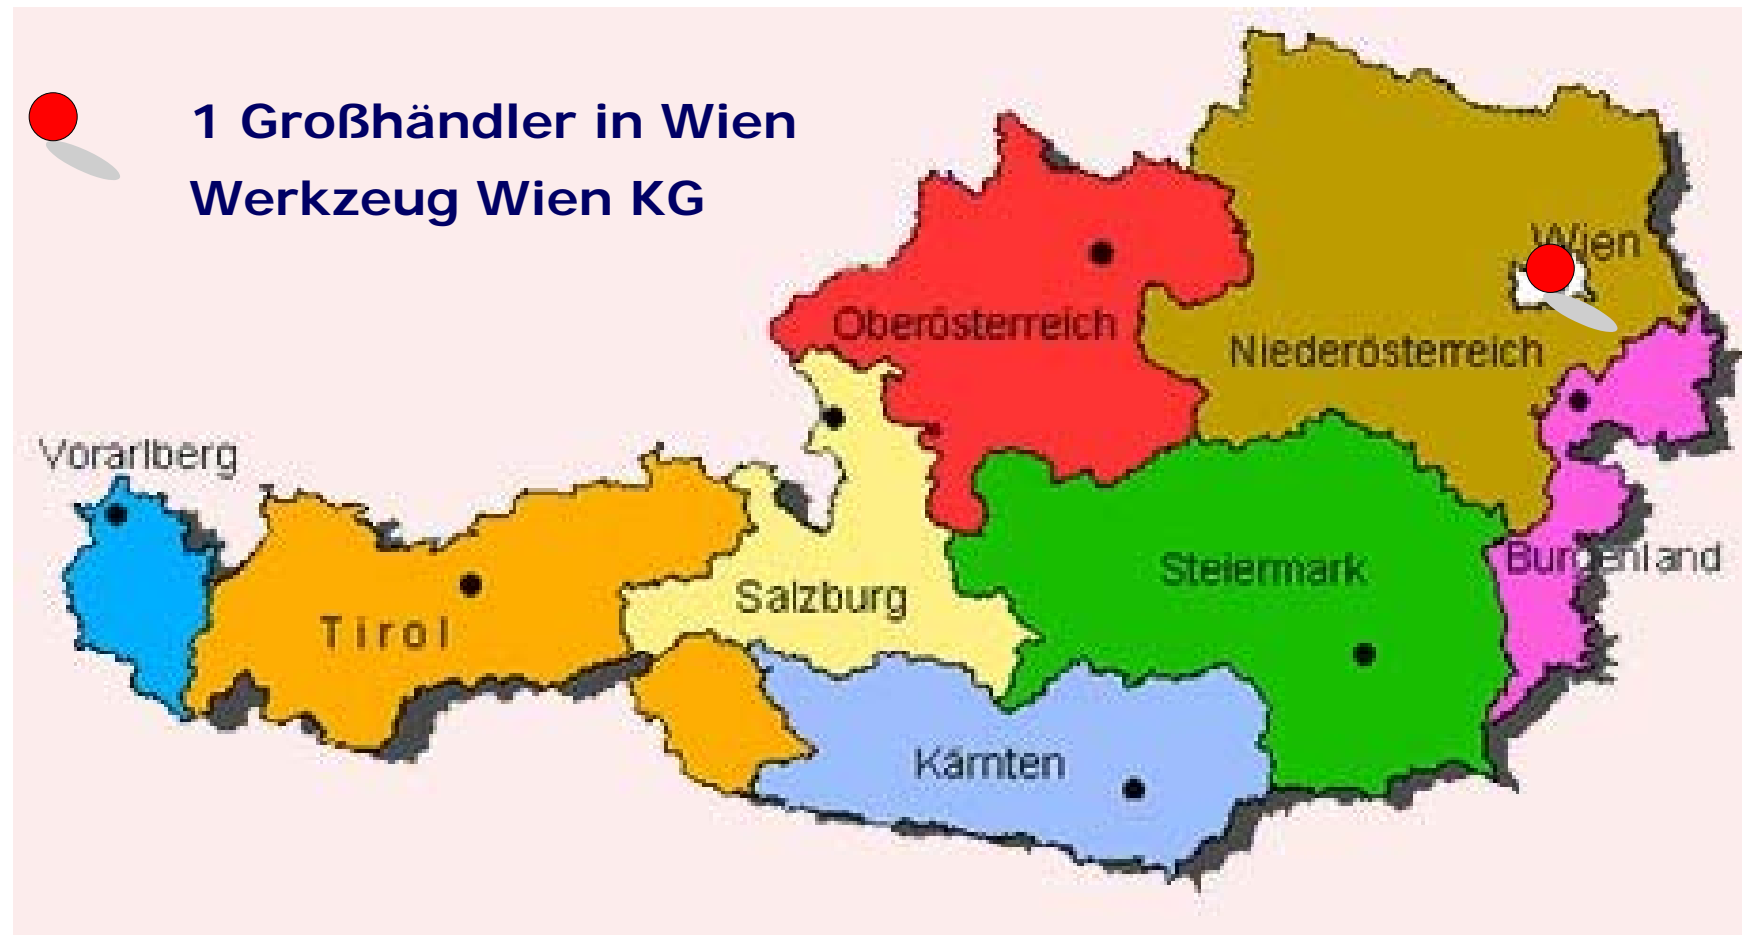 1 Großhändler in Wien
Werkzeug Wien KG
Wien
Oberösterreich
Niederösterreich
Vorarlberg
Burgenland
Steiermark
Salzburg
Tirol
Kärnten